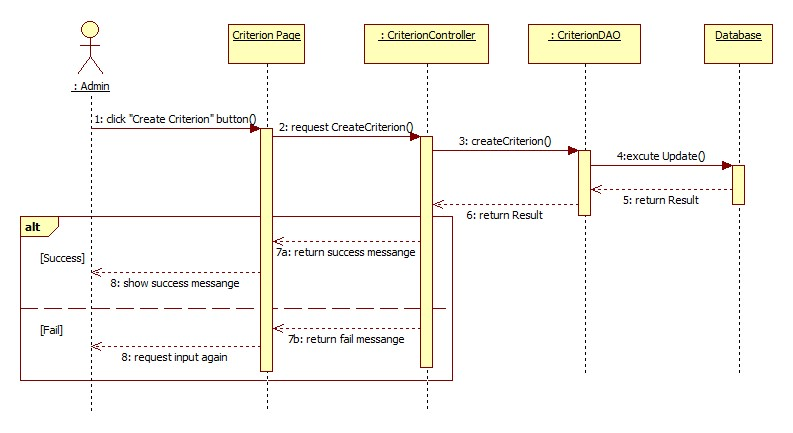 Criterion Page
: CriterionController
: CriterionDAO
Database
: Admin
1: click "Create Criterion" button()
2: request CreateCriterion()
3: createCriterion()
4:excute Update()
5: return Result
6: return Result
alt
7a: return success messange
[Success]
8: show success messange
[Fail]
7b: return fail messange
8: request input again